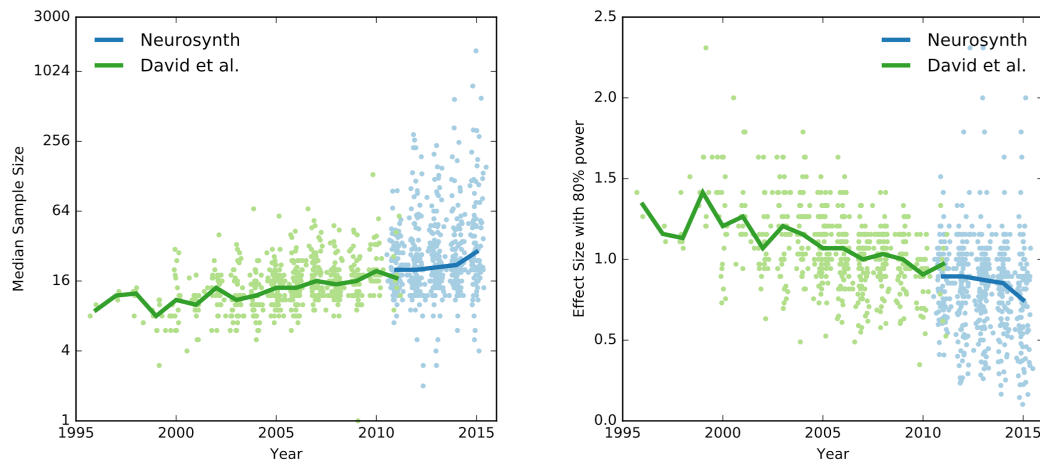 3000
1024
256
64
16
4
1
Median Sample Size
Neurosynth
David et al.
1995
2000
2005
2010
2015
Year
2.5
2.0
1.5
1.0
0.5
0.0
Effect Size with 80% power
Neurosynth
David et al.
1995
2000
2005
2010
2015
Year